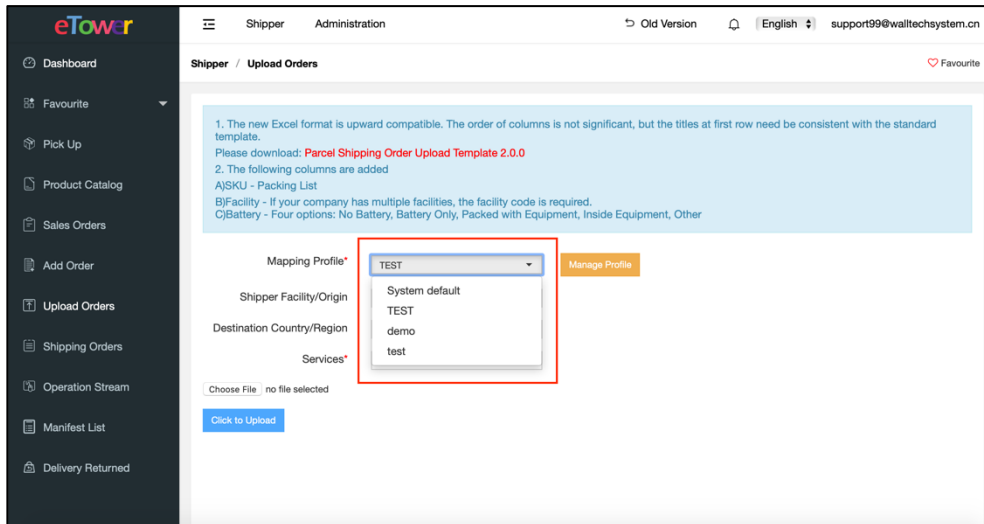 eTower
Shipper
Administration
Old Version
English
support99@walltechsystem.cn
Dashboard
Shipper / Upload Orders
Favourite
Favourite
Pick Up
Product Catalog
Sales Orders
Add Order
Upload Orders
Shipping Orders
Operation Stream
Manifest List
Delivery Returned
1. The new Excel format is upward compatible. The order of columns is not significant, but the titles at first row need be consistent with the standard
template.
Please download: Parcel Shipping Order Upload Template 2.0.0
2. The following columns are added
A)SKU - Packing List
B)Facility - If your company has multiple facilities, the facility code is required.
C)Battery - Four options: No Battery, Battery Only, Packed with Equipment, Inside Equipment, Other
Mapping Profile*
TEST
Manage Profile
System default
TEST
demo
test
Shipper Facility/Origin
Destination Country/Region
Services*
Choose File no file selected
Click to Upload